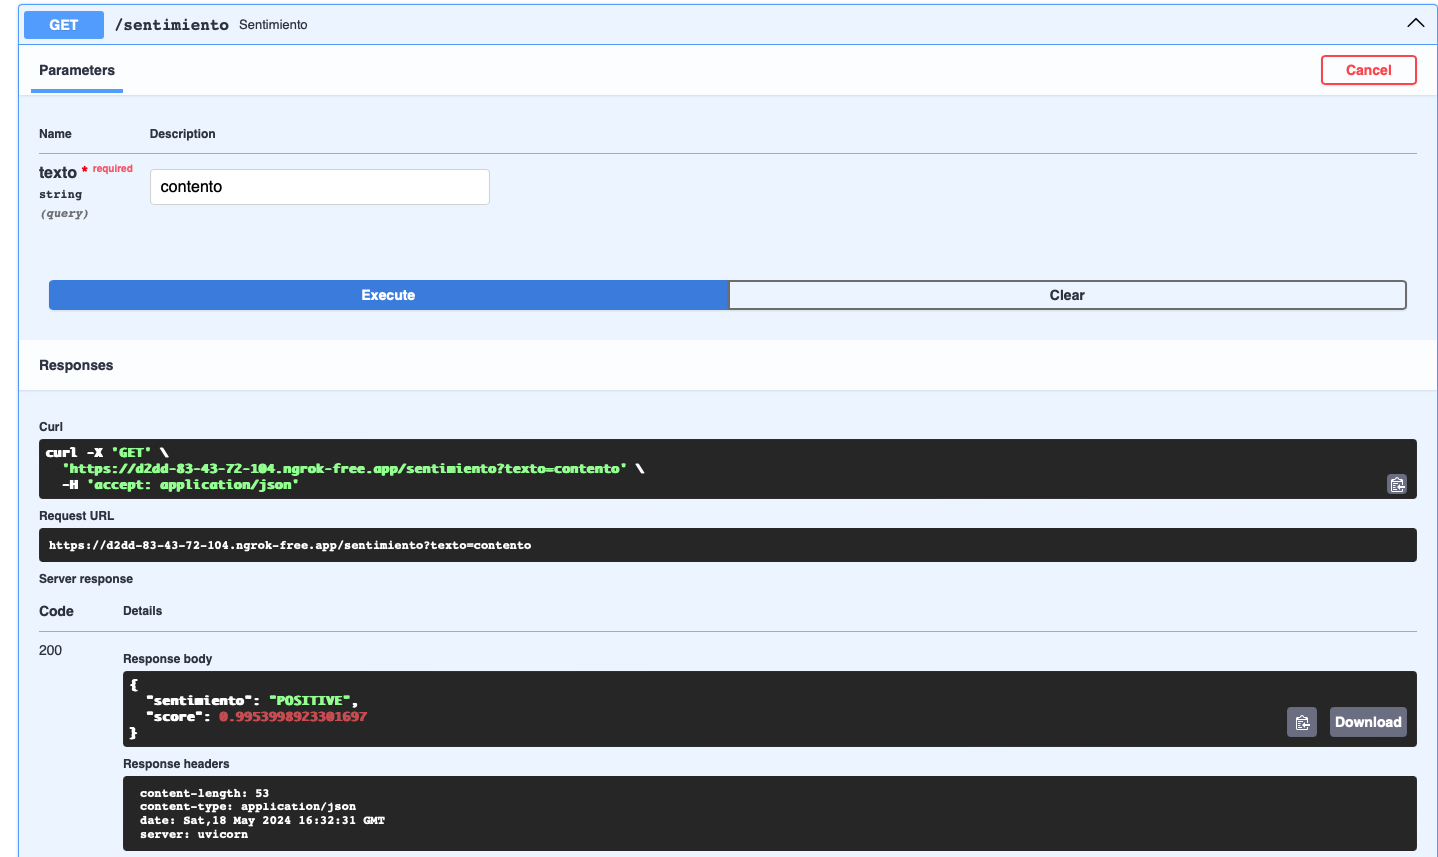 GET /sentimiento Sentimiento
Parameters
Cancel
Name Description
texto * required
string
(query)
contento
Execute Clear
Responses
Curl
curl -X 'GET' \
'https://d2dd-83-43-72-104.ngrok-free.app/sentimiento?texto=contento' \
-H 'accept: application/json'
Request URL
https://d2dd-83-43-72-104.ngrok-free.app/sentimiento?texto=contento
Server response
Code Details
200
Response body
{
"sentimiento": "POSITIVE",
"score": 0.9953998923301697
}
Download
Response headers
content-length: 53
content-type: application/json
date: Sat,18 May 2024 16:32:31 GMT
server: uvicorn